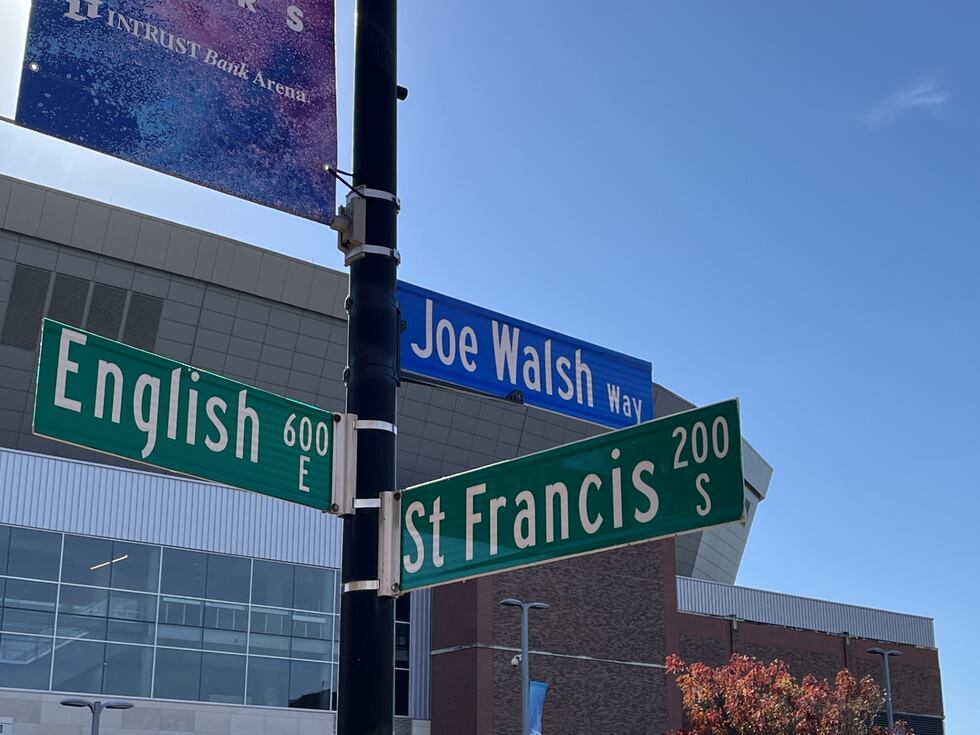 INTRUST Bank Arena
Joe Walsh Way
English 600 E
St Francis 200 S